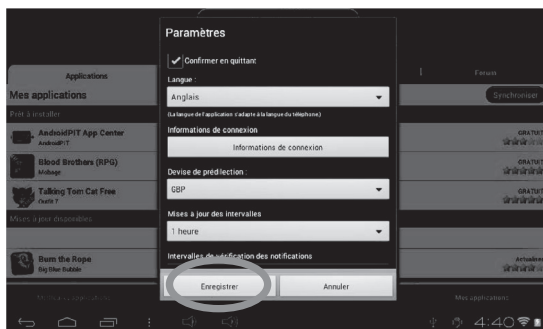 Paramètres
Confirmer en quittant
Langue :
Anglais
(La langue de l'application s'adapte à la langue du téléphone)
Informations de connexion
Informations de connexion
Devise de prédilection :
GBP
Mises à jour des intervalles
1 heure
Intervalles de vérification des notifications
Enregistrer
Annuler
Applications
Forum
Mes applications
Synchroniser
Prêt à installer
AndroidPIT App Center
AndroidPIT
GRATUIT
Blood Brothers (RPG)
Mobage
GRATUIT
Talking Tom Cat Free
Outfit 7
GRATUIT
Mises à jour disponibles
Burn the Rope
Big Blue Bubble
Mes applications
4:40